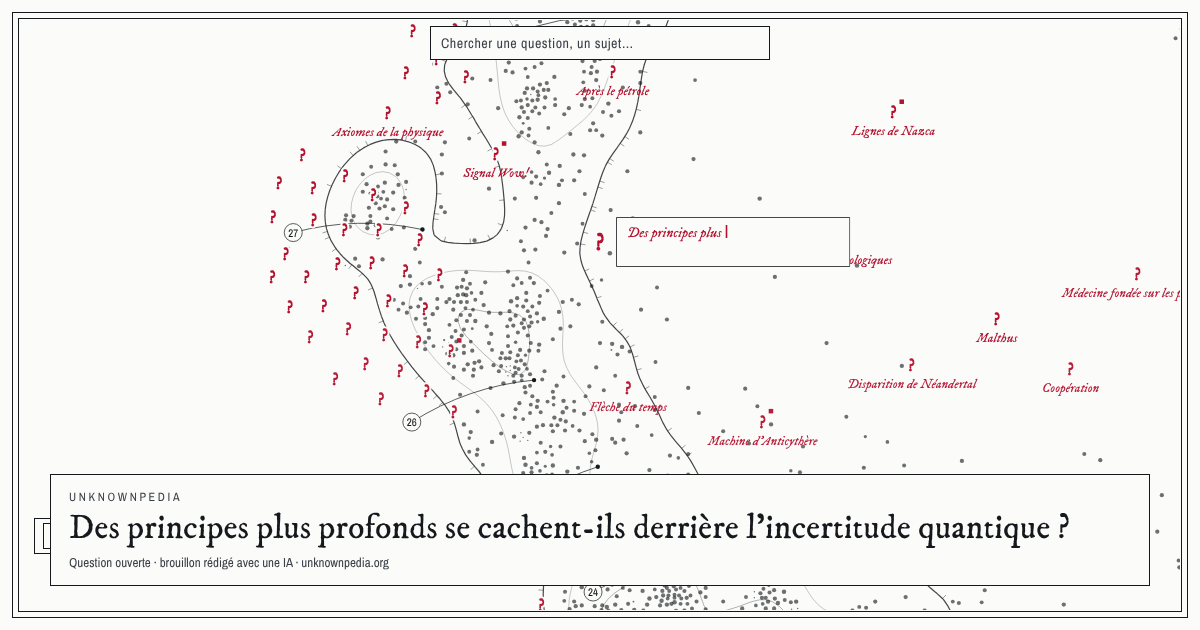 Chercher une question, un sujet...
Après le pétrole
Lignes de Nazca
Axiomes de la physique
Signal Wow!
27
Des principes plus
ologiques
Médecine fondée sur les p
Malthus
Disparition de Néandertal
Coopération
Flèche du temps
26
Machine d'Anticythère
UNKNOWNPEDIA
Des principes plus profonds se cachent-ils derrière l'incertitude quantique ?
Question ouverte · brouillon rédigé avec une IA · unknownpedia.org
24